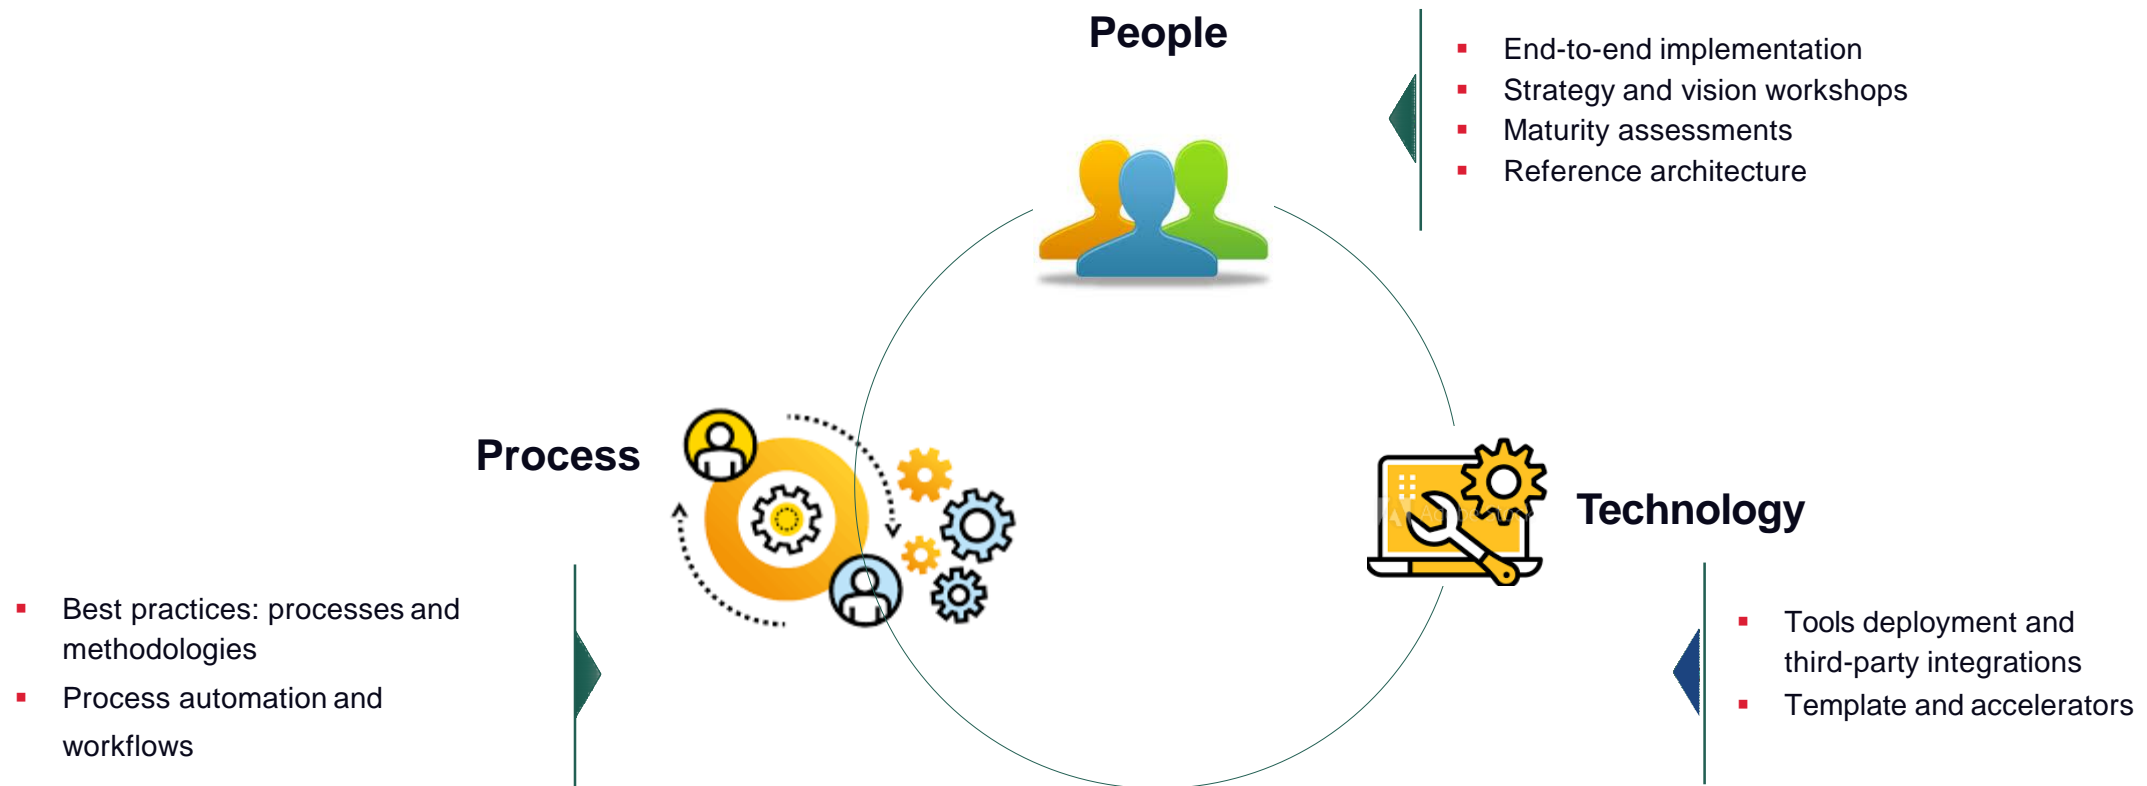 People
End-to-end implementation
Strategy and vision workshops
Maturity assessments
Reference architecture
Process
Best practices: processes and
methodologies
Process automation and
workflows
Technology
Tools deployment and
third-party integrations
Template and accelerators